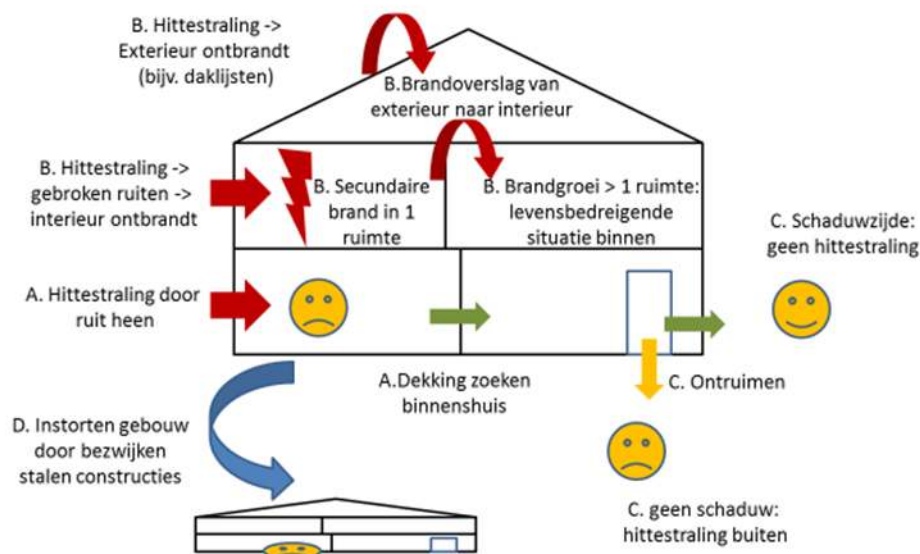 B. Hittestraling ->
Exterieur ontbrandt
(bijv. daklijsten)
B.Brandoverslag van
exterieur naar interieur
B. Hittestraling ->
gebroken ruiten ->
interieur ontbrandt
B. Secundaire
brand in 1
ruimte
B. Brandgroei > 1 ruimte:
levensbedreigende
situatie binnen
C. Schaduwzijde:
geen hittestraling
A. Hittestraling door
ruit heen
A.Dekking zoeken
binnenshuis
C. Ontruimen
D. Instorten gebouw
door bezwijken
stalen constructies
C. geen schaduw:
hittestraling buiten